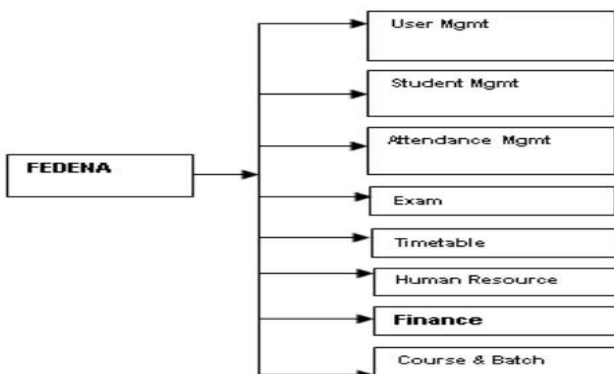 User Mgmt
Student Mgmt
Attendance Mgmt
FEDENA
Exam
Timetable
Human Resource
Finance
Course & Batch